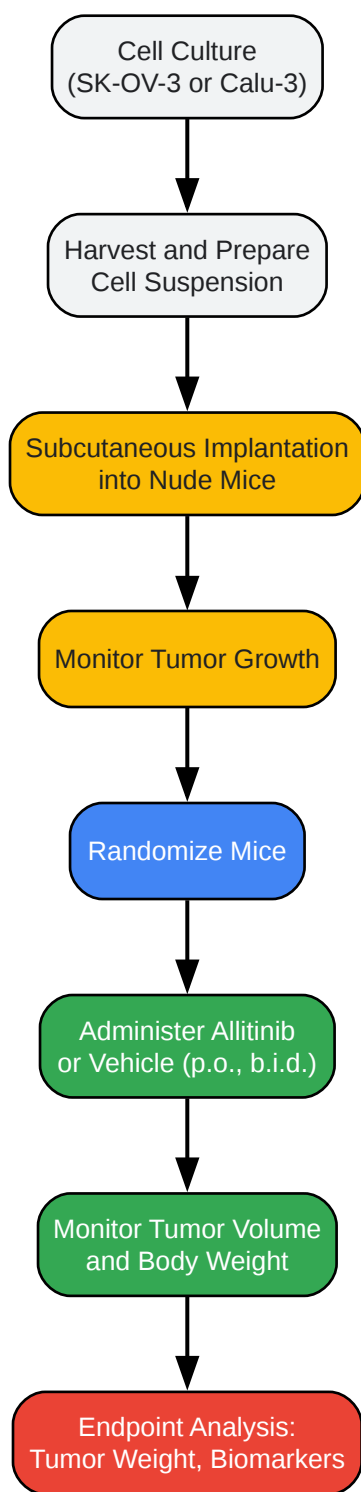 Cell Culture
(SK-OV-3 or Calu-3)
Harvest and Prepare
Cell Suspension
Subcutaneous Implantation
into Nude Mice
Monitor Tumor Growth
Randomize Mice
Administer Allitinib
or Vehicle (p.o., b.i.d.)
Monitor Tumor Volume
and Body Weight
Endpoint Analysis:
Tumor Weight, Biomarkers